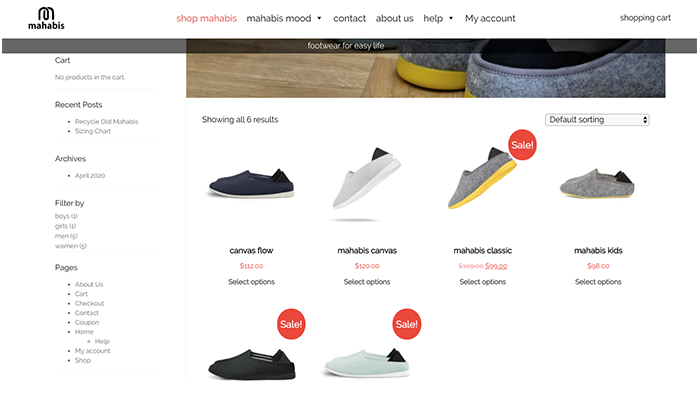 mahabis
shop mahabis mahabis mood contact about us help My account
shopping cart
footwear for easy life
Cart
No products in the cart.
Recent Posts
Recycle Old Mahabis
Sizing Chart
Archives
April 2020
Filter by
boys (1)
girls (1)
men (5)
women (5)
Pages
About Us
Cart
Checkout
Contact
Coupon
Home
Help
My account
Shop
Showing all 6 results
Default sorting
Sale!
canvas flow
$112.00
Select options
mahabis canvas
$120.00
Select options
mahabis classic
$109.00 $99.00
Select options
mahabis kids
$98.00
Select options
Sale!
Sale!